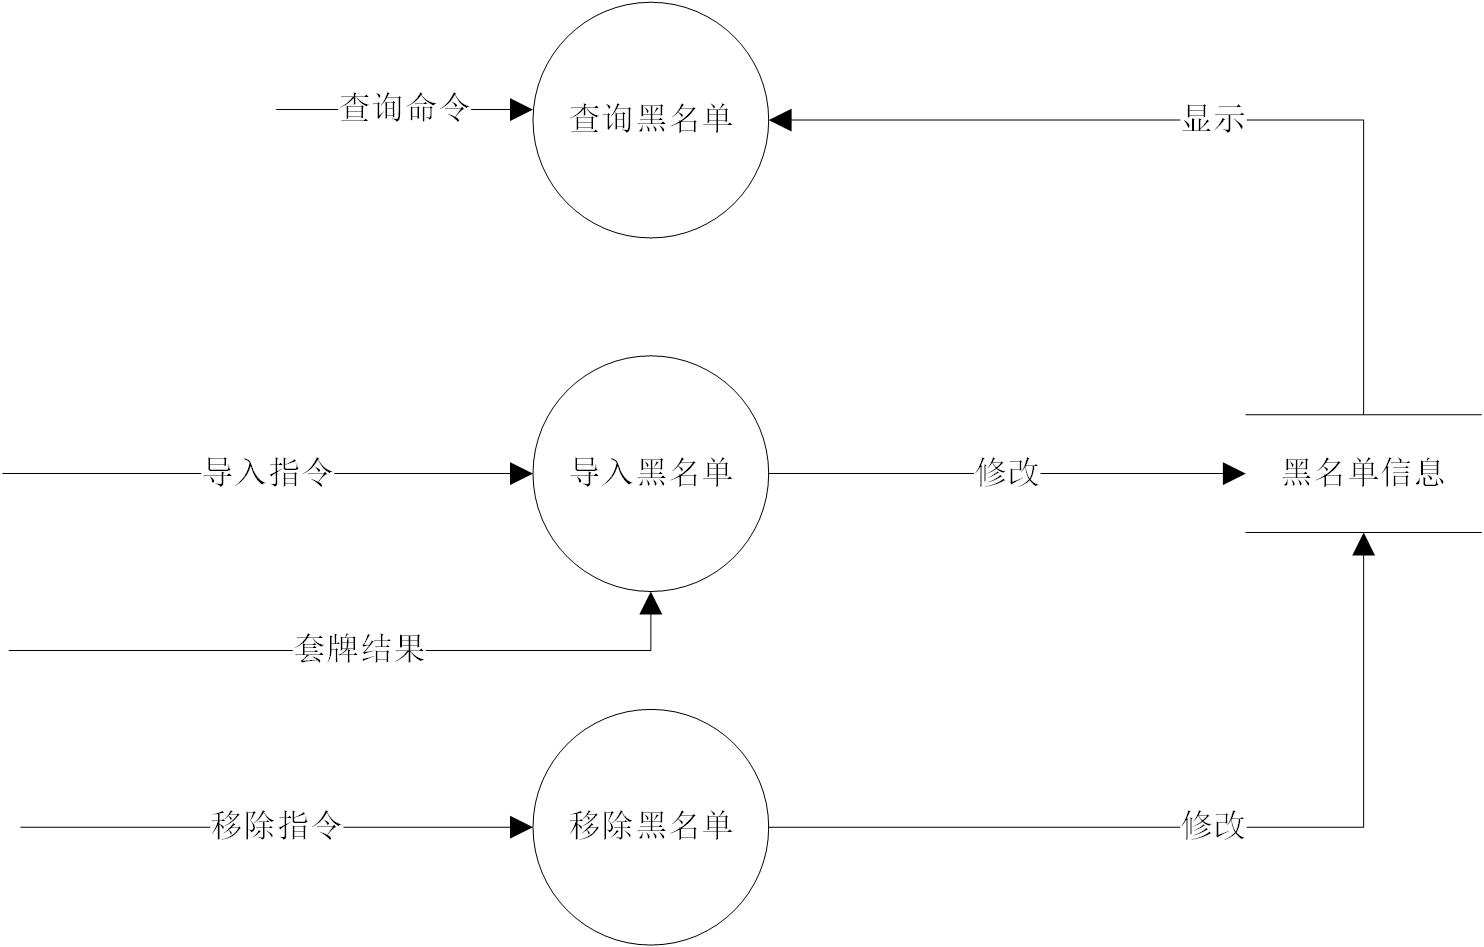 查询命令
查询黑名单
显示
导入指令
导入黑名单
修改
黑名单信息
套牌结果
移除指令
移除黑名单
修改